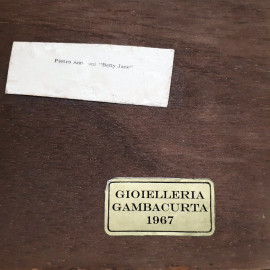 Pietro "Betty Jane"
GIOIELLERIA
GAMBACURTA
1967